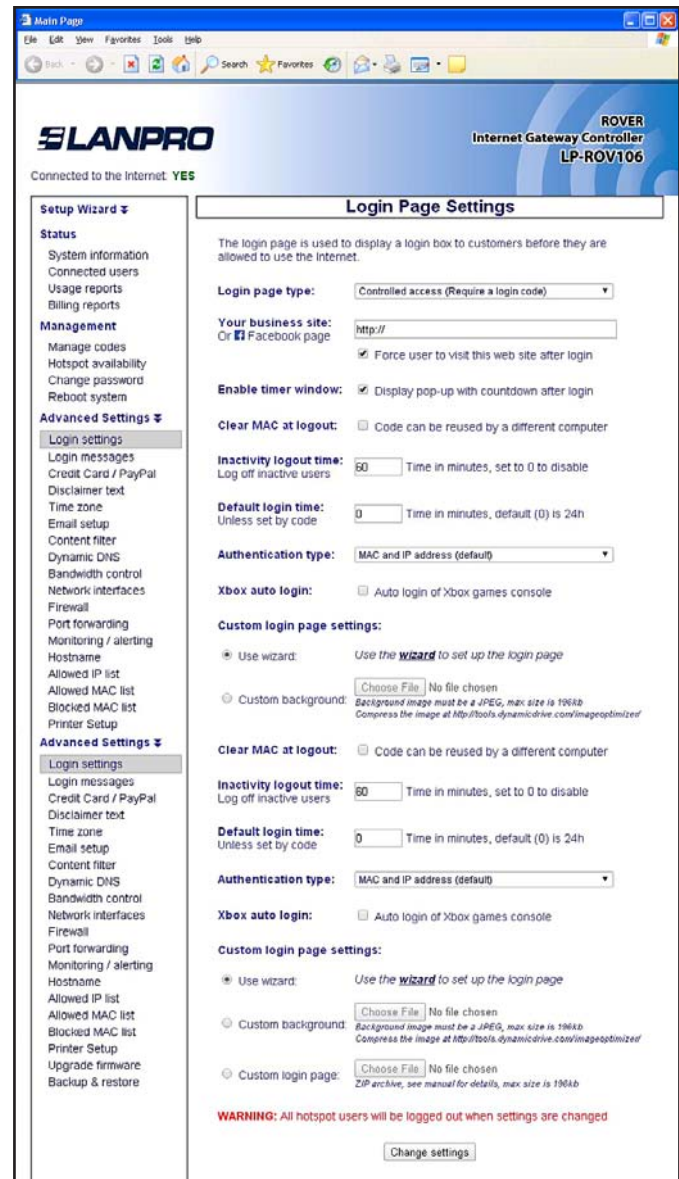 Main Page
File Edit View Favorites Tools Help
Back Search Favorites
LANPRO
ROVER
Internet Gateway Controller
LP-ROV106
Connected to the Internet: YES
Setup Wizard
Status
System information
Connected users
Usage reports
Billing reports
Management
Manage codes
Hotspot availability
Change password
Reboot system
Advanced Settings
Login settings
Login messages
Credit Card / PayPal
Disclaimer text
Time zone
Email setup
Content filter
Dynamic DNS
Bandwidth control
Network interfaces
Firewall
Port forwarding
Monitoring / alerting
Hostname
Allowed IP list
Allowed MAC list
Blocked MAC list
Printer Setup
Advanced Settings
Login settings
Login messages
Credit Card / PayPal
Disclaimer text
Time zone
Email setup
Content filter
Dynamic DNS
Bandwidth control
Network interfaces
Firewall
Port forwarding
Monitoring / alerting
Hostname
Allowed IP list
Allowed MAC list
Blocked MAC list
Printer Setup
Upgrade firmware
Backup & restore
Login Page Settings
The login page is used to display a login box to customers before they are
allowed to use the Internet.
Login page type: Controlled access (Require a login code)
Your business site: http://
Or Facebook page
Force user to visit this web site after login
Enable timer window: Display pop-up with countdown after login
Clear MAC at logout: Code can be reused by a different computer
Inactivity logout time: 60 Time in minutes, set to 0 to disable
Log off inactive users
Default login time: 0 Time in minutes, default (0) is 24h
Unless set by code
Authentication type: MAC and IP address (default)
Xbox auto login: Auto login of Xbox games console
Custom login page settings:
Use wizard: Use the wizard to set up the login page
Custom background: Choose File No file chosen
Background image must be a JPEG, max size is 196kb
Compress the image at http://tools.dynamicdrive.com/imageoptimizer/
Clear MAC at logout: Code can be reused by a different computer
Inactivity logout time: 60 Time in minutes, set to 0 to disable
Log off inactive users
Default login time: 0 Time in minutes, default (0) is 24h
Unless set by code
Authentication type: MAC and IP address (default)
Xbox auto login: Auto login of Xbox games console
Custom login page settings:
Use wizard: Use the wizard to set up the login page
Custom background: Choose File No file chosen
Background image must be a JPEG, max size is 196kb
Compress the image at http://tools.dynamicdrive.com/imageoptimizer/
Custom login page: Choose File No file chosen
ZIP archive, see manual for details, max size is 196kb
WARNING: All hotspot users will be logged out when settings are changed
Change settings